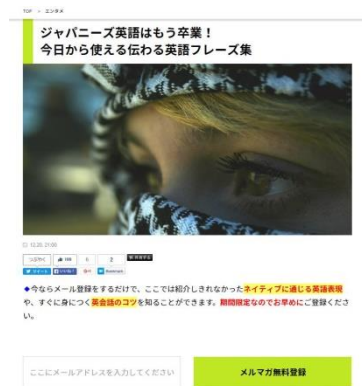 TOP > エンタメ
ジャパニーズ英語はもう卒業！
今日から使える伝わる英語フレーズ集
12.20, 21:00
6 2
◆今ならメール登録をするだけで、ここでは紹介しきれなかったネイティブに通じる英語表現
や、すぐに身につく英会話のコツを知ることができます。期間限定なのでお早めにご登録くださ
い。
ここにメールアドレスを入力してください メルマガ無料登録